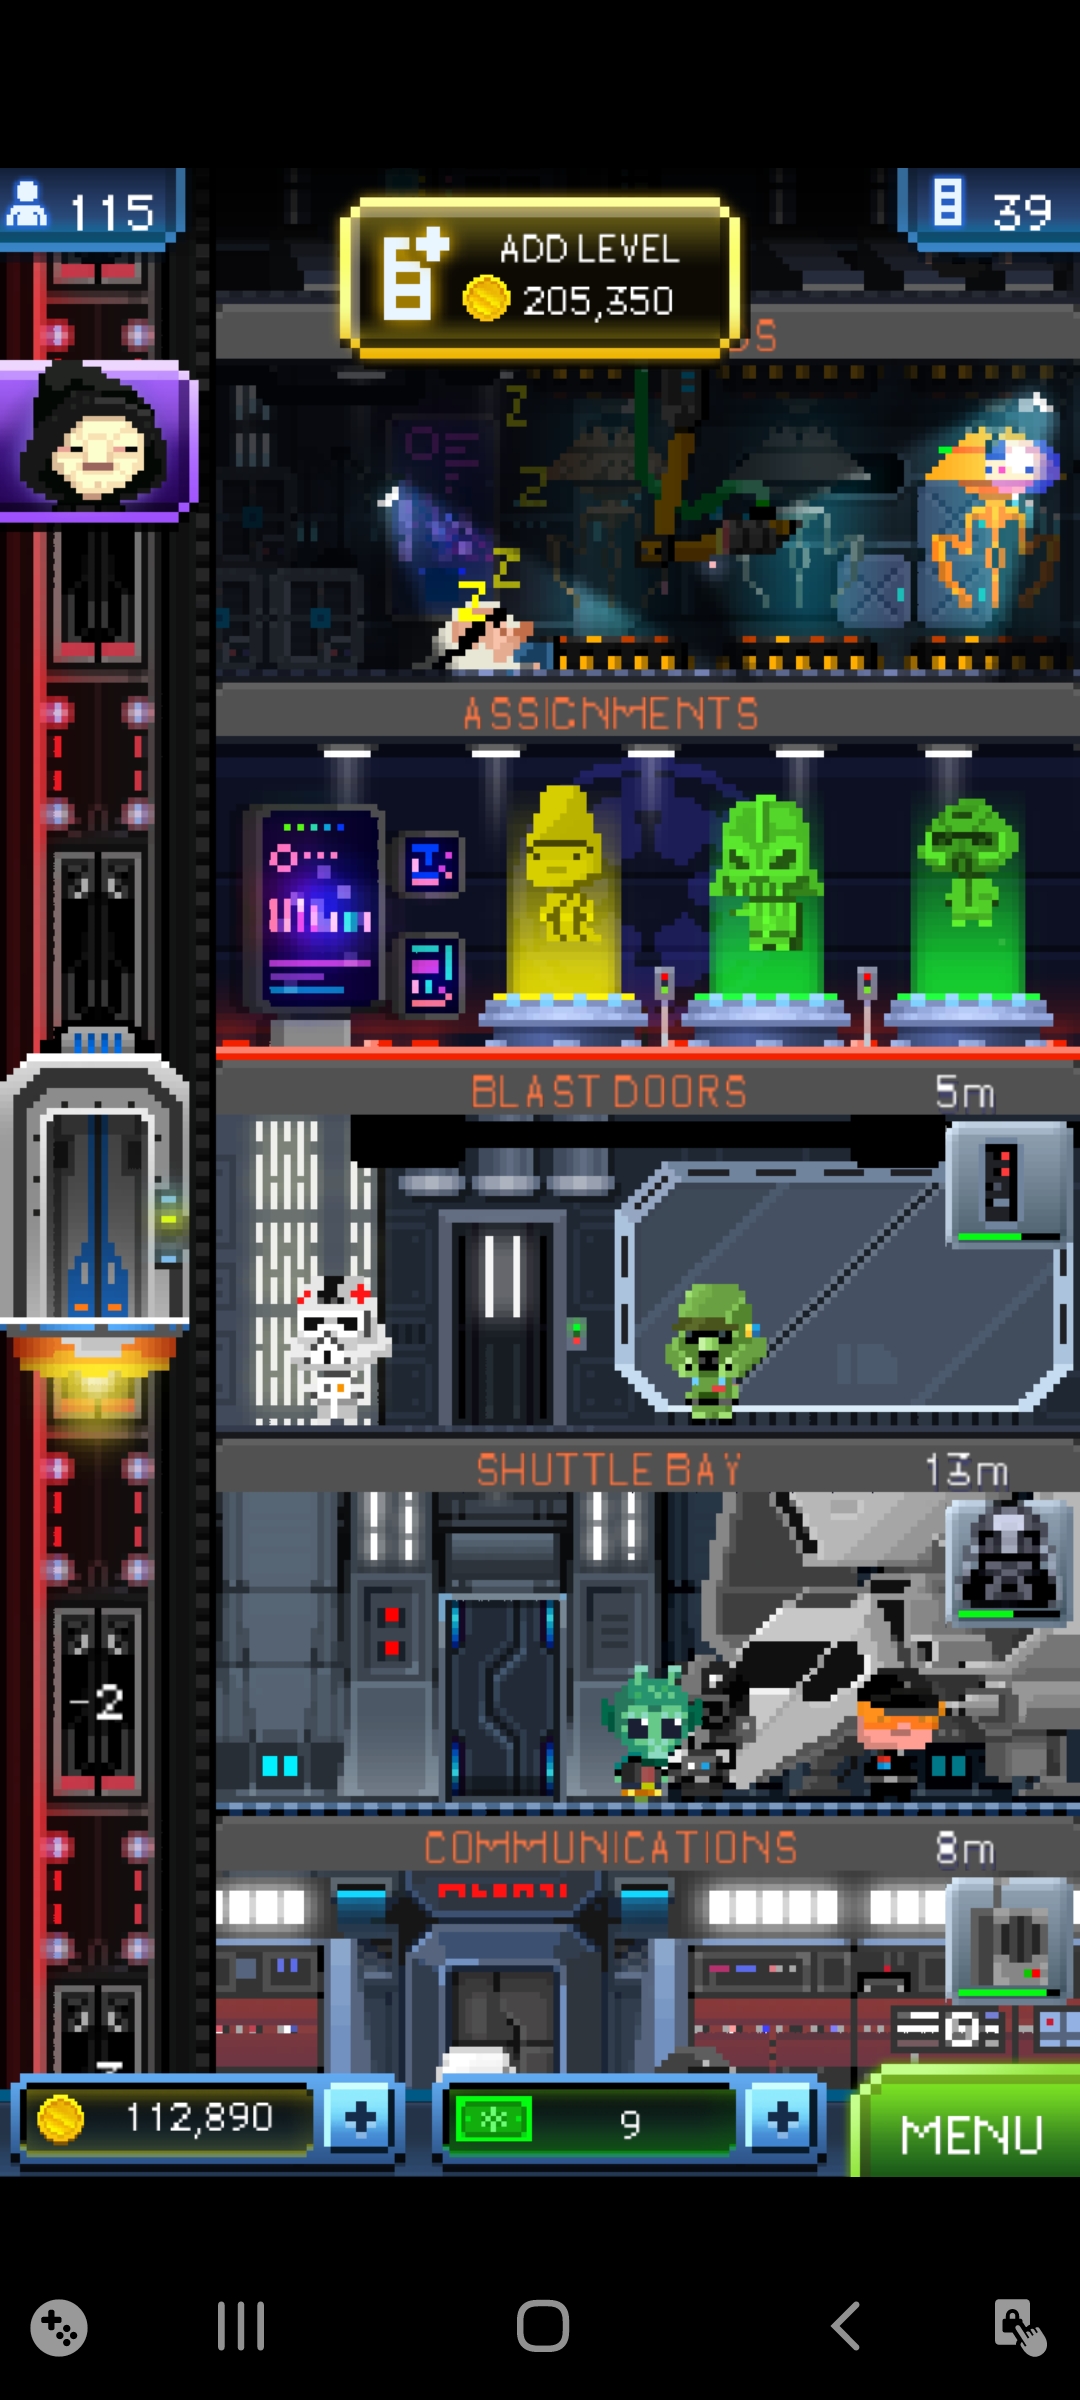 115
ADD LEVEL
205,350
39
Z
Z
Z
Z
ASSIGNMENTS
BLAST DOORS 5m
SHUTTLE BAY 13m
-2
COMMUNICATIONS 8m
112,890
9
MENU